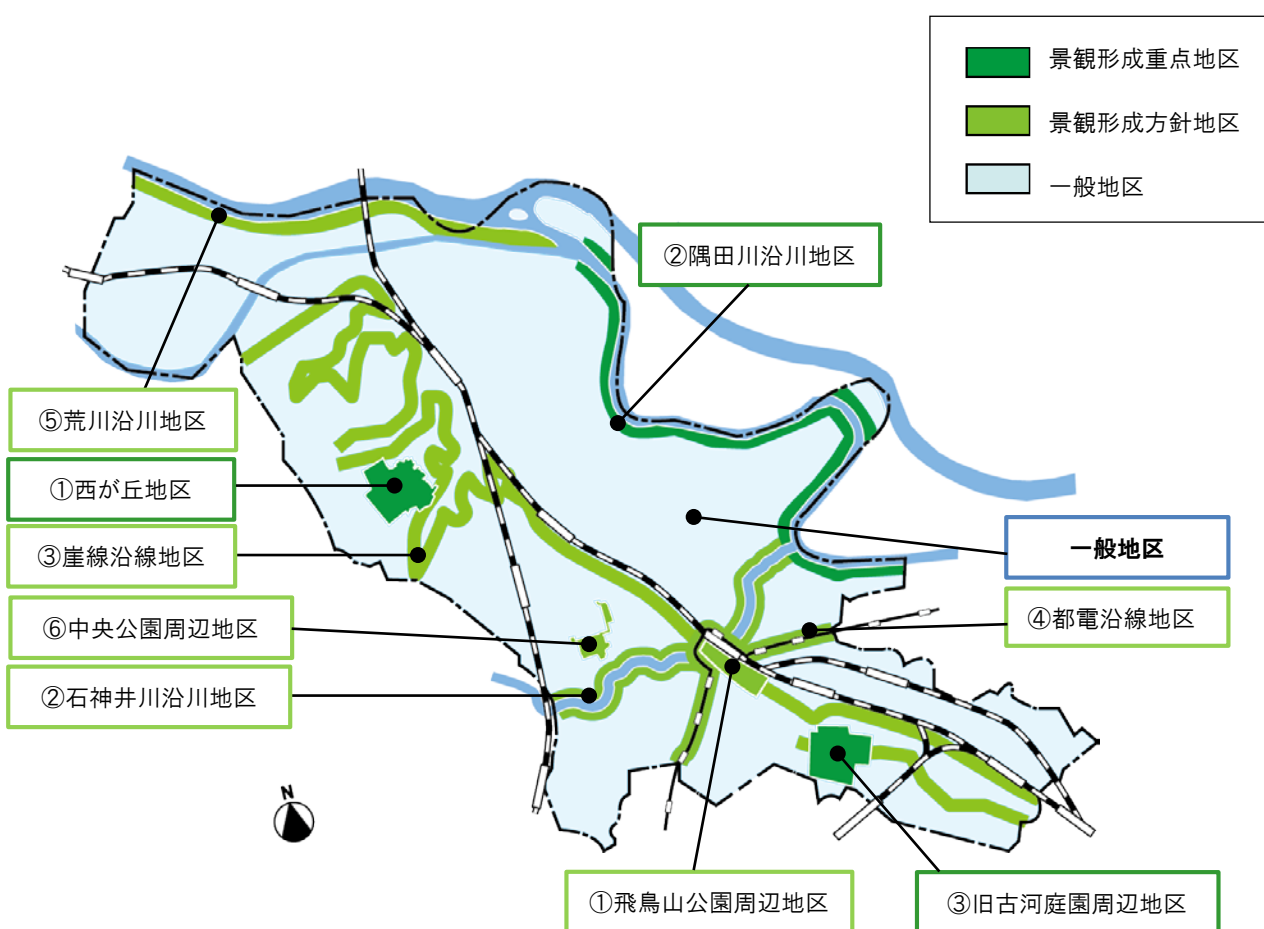 景観形成重点地区
景観形成方針地区
一般地区
②隅田川沿川地区
⑤荒川沿川地区
①西が丘地区
③崖線沿線地区
⑥中央公園周辺地区
②石神井川沿川地区
一般地区
④都電沿線地区
N
①飛鳥山公園周辺地区
③旧古河庭園周辺地区